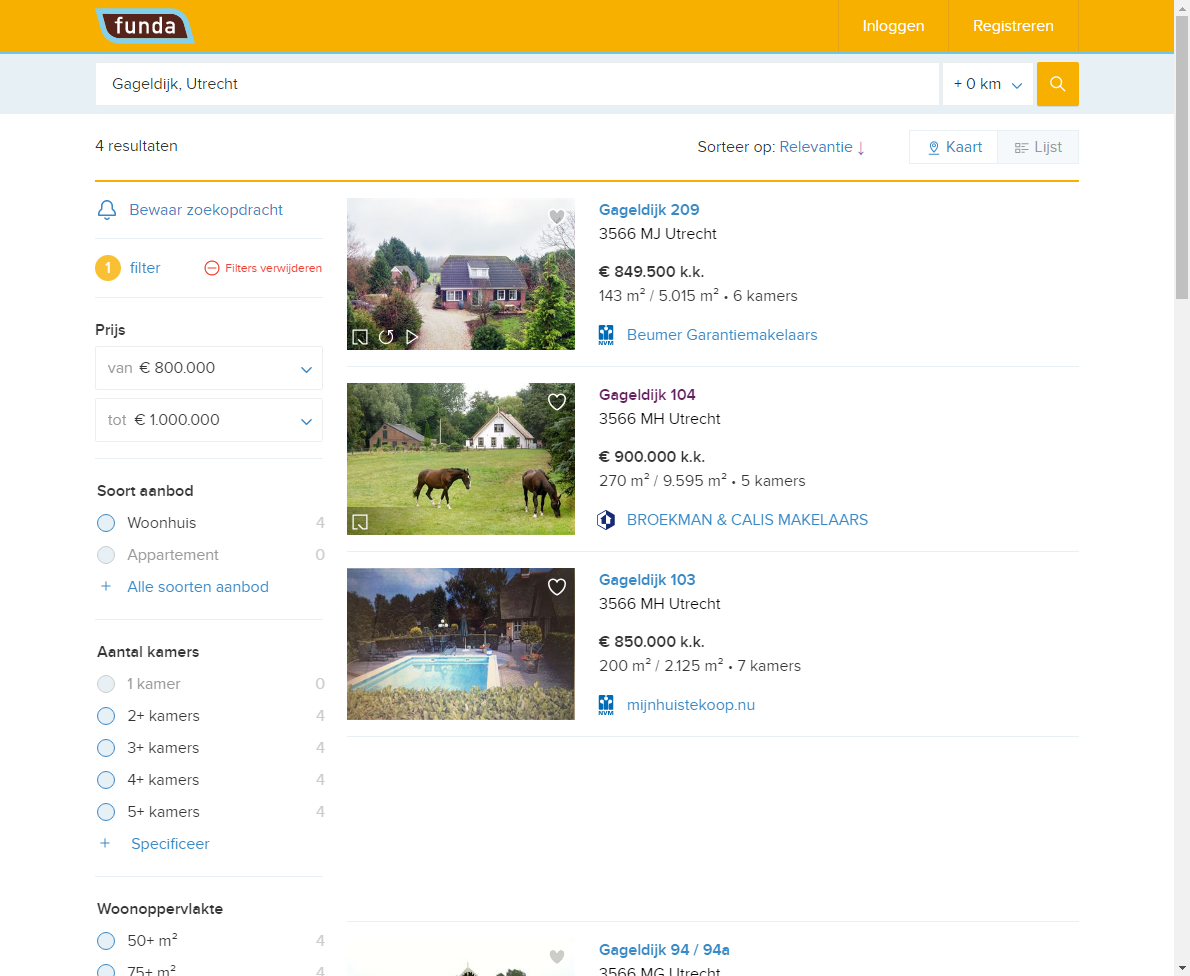 funda
Inloggen
Registreren
Gageldijk, Utrecht
+ 0 km
4 resultaten
Sorteer op: Relevantie ↓
Kaart
Lijst
Bewaar zoekopdracht
1 filter
Filters verwijderen
Prijs
van € 800.000
tot € 1.000.000
Soort aanbod
Woonhuis 4
Appartement 0
+ Alle soorten aanbod
Aantal kamers
1 kamer 0
2+ kamers 4
3+ kamers 4
4+ kamers 4
5+ kamers 4
+ Specificeer
Woonoppervlakte
50+ m² 4
75+ m² 4
Gageldijk 209
3566 MJ Utrecht
€ 849.500 k.k.
143 m² / 5.015 m² • 6 kamers
NVM
Beumer Garantiemakelaars
Gageldijk 104
3566 MH Utrecht
€ 900.000 k.k.
270 m² / 9.595 m² • 5 kamers
BROEKMAN & CALIS MAKELAARS
Gageldijk 103
3566 MH Utrecht
€ 850.000 k.k.
200 m² / 2.125 m² • 7 kamers
NVM
mijnhuistekoop.nu
Gageldijk 94 / 94a
3566 MG Utrecht